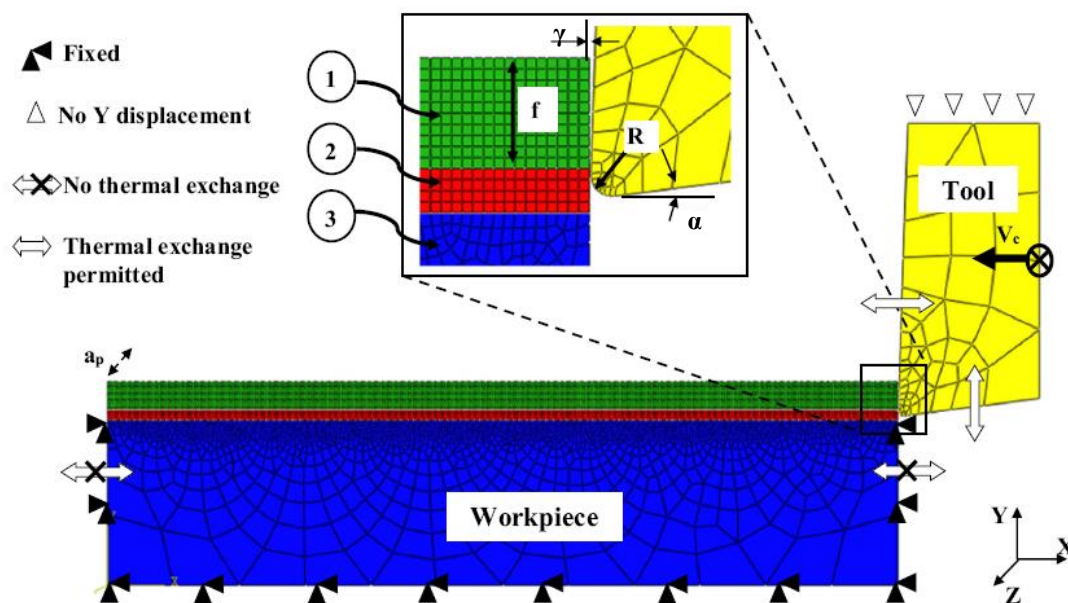 Fixed
No Y displacement
No thermal exchange
Thermal exchange
permitted
1
2
3
γ
f
R
α
Tool
Vc
x
ap
Workpiece
X
Y
X
Z